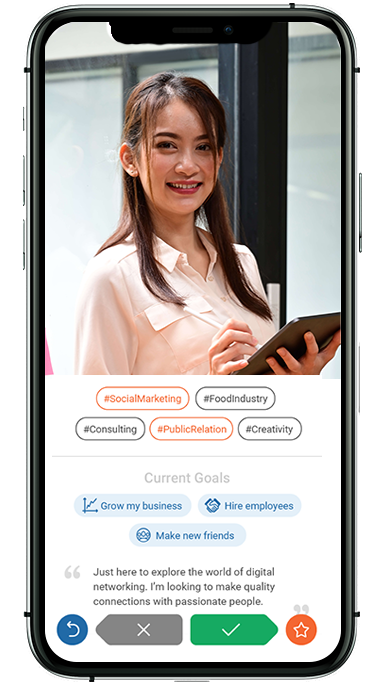 #SocialMarketing #FoodIndustry
#Consulting #PublicRelation #Creativity
Current Goals
Grow my business Hire employees
Make new friends
“ Just here to explore the world of digital
networking. I'm looking to make quality
connections with passionate people. ”